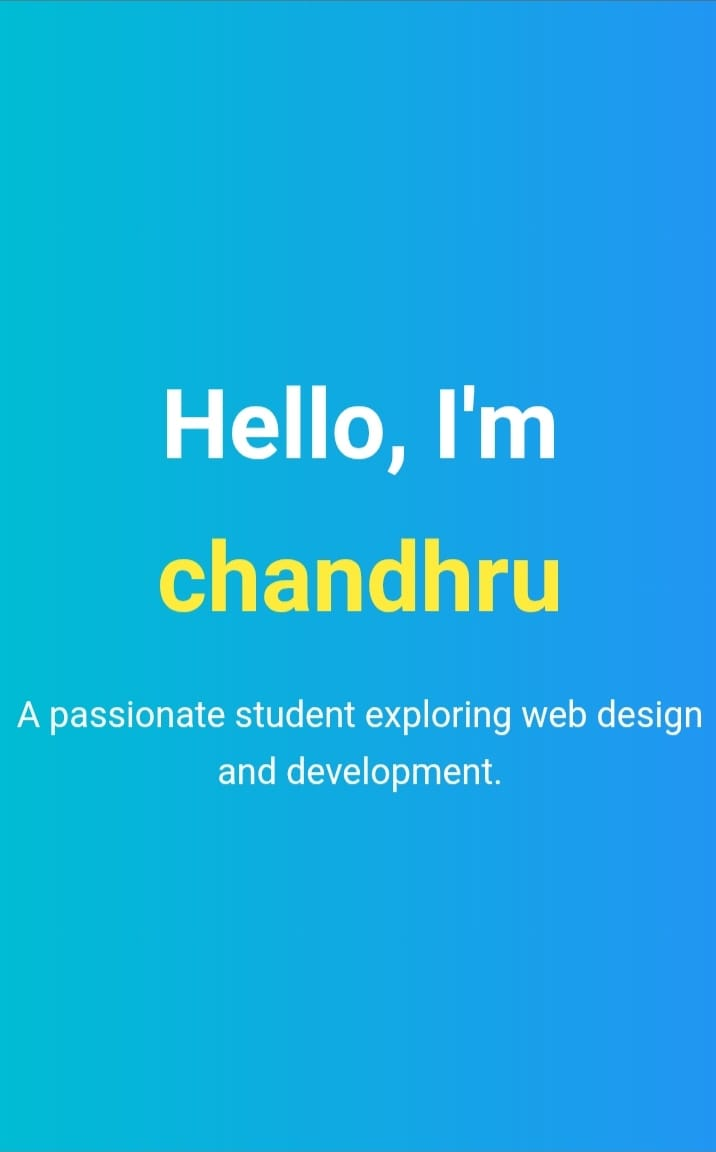 Hello, I'm
chandhru
A passionate student exploring web design
and development.